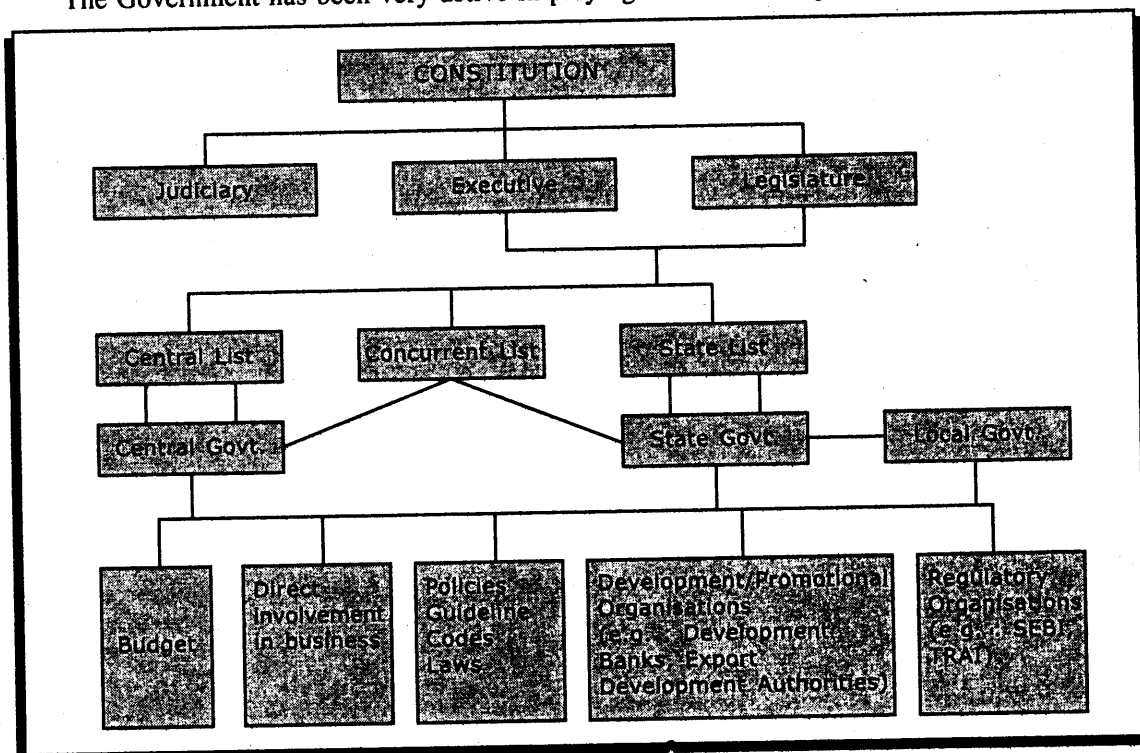 The Government has been very active in playing
CONSTITUTION
Judiciary
Executive
Legislature
Central List
Concurrent List
State List
Central Govt.
State Govt.
Local Govt.
Budget
Direct
involvement
in business
Policies
Guideline
Codes
Laws
Development/Promotional
Organisations
(e.g. : Development
Banks, Export
Development Authorities)
Regulatory
Organisations
(e.g. : SEBI
TRAI)